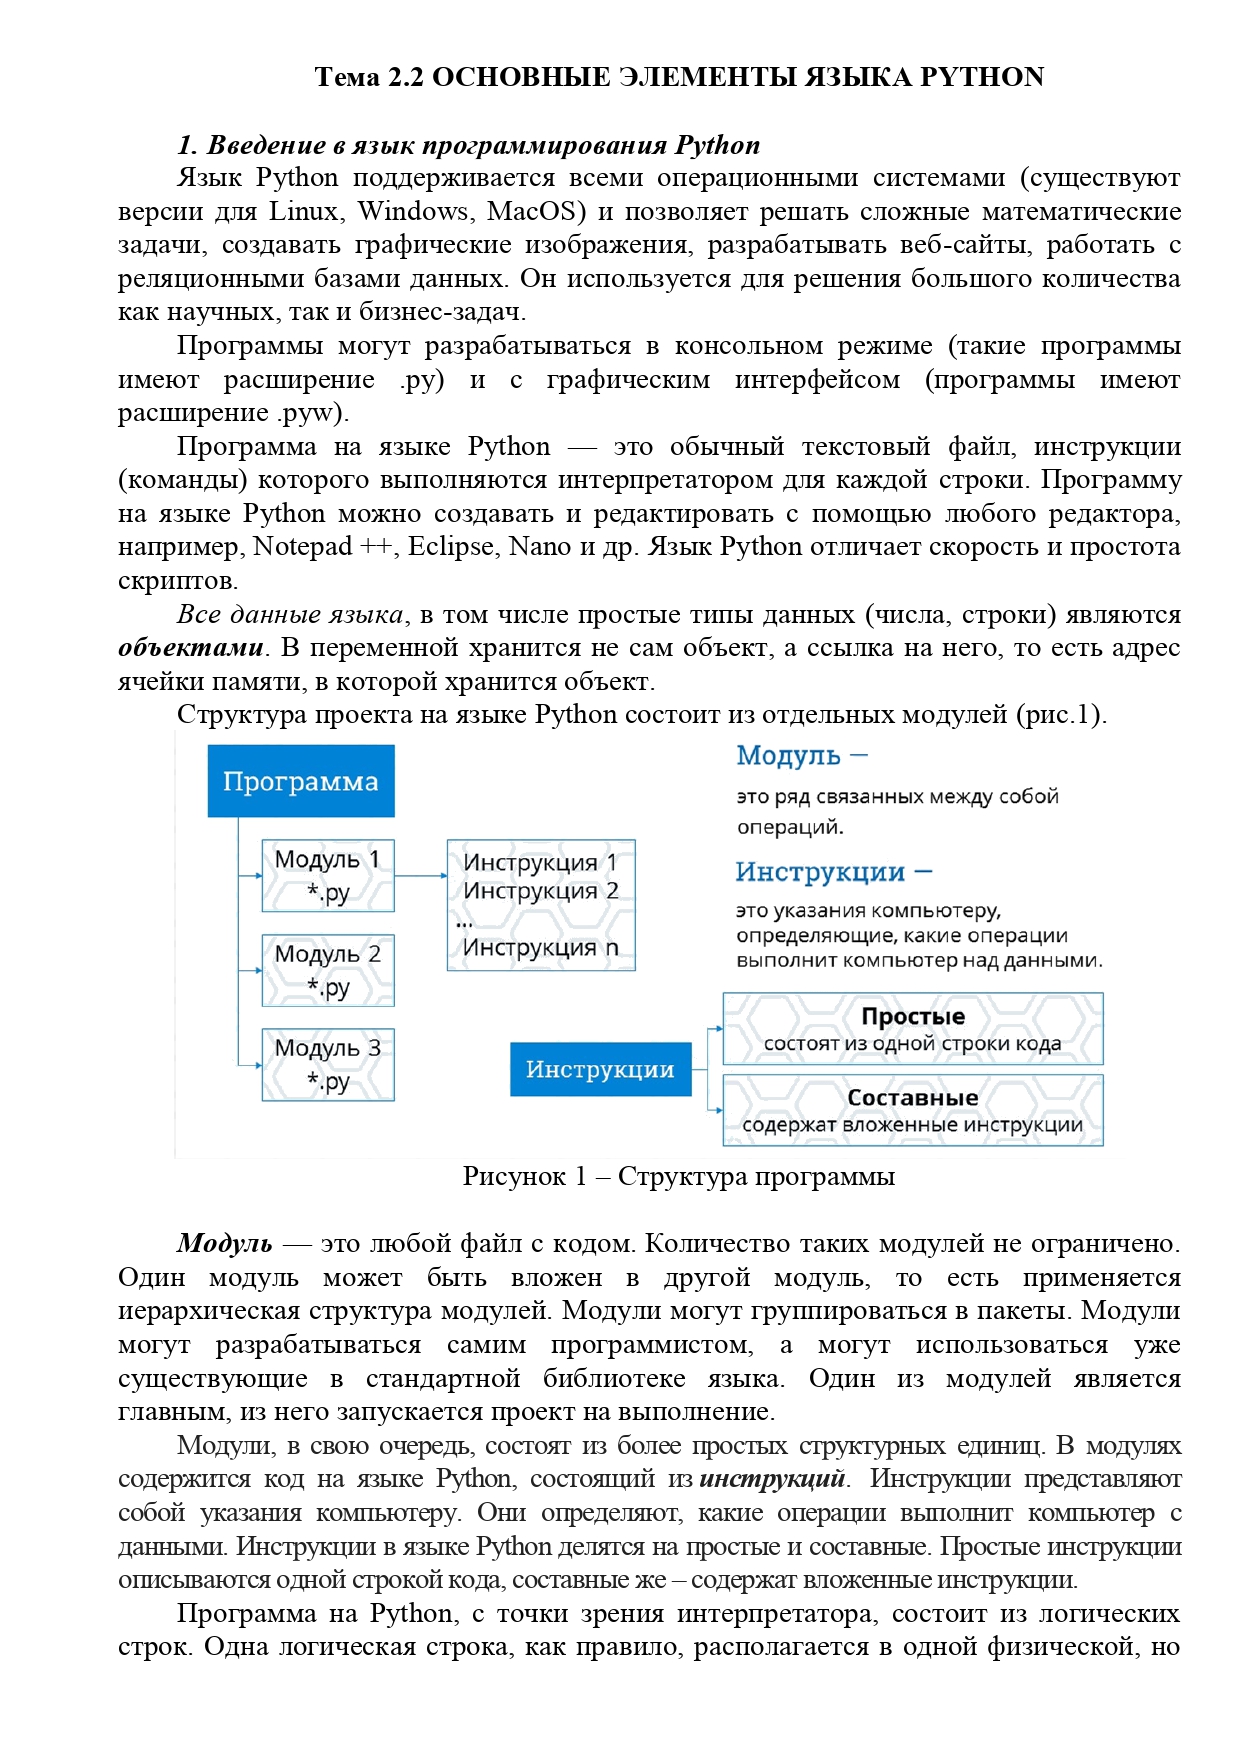 Тема 2.2 ОСНОВНЫЕ ЭЛЕМЕНТЫ ЯЗЫКА PYTHON
1. Введение в язык программирования Python
Язык Python поддерживается всеми операционными системами (существуют
версии для Linux, Windows, MacOS) и позволяет решать сложные математические
задачи, создавать графические изображения, разрабатывать веб-сайты, работать с
реляционными базами данных. Он используется для решения большого количества
как научных, так и бизнес-задач.
Программы могут разрабатываться в консольном режиме (такие программы
имеют расширение .py) и с графическим интерфейсом (программы имеют
расширение .pyw).
Программа на языке Python — это обычный текстовый файл, инструкции
(команды) которого выполняются интерпретатором для каждой строки. Программу
на языке Python можно создавать и редактировать с помощью любого редактора,
например, Notepad ++, Eclipse, Nano и др. Язык Python отличает скорость и простота
скриптов.
Все данные языка, в том числе простые типы данных (числа, строки) являются
объектами. В переменной хранится не сам объект, а ссылка на него, то есть адрес
ячейки памяти, в которой хранится объект.
Структура проекта на языке Python состоит из отдельных модулей (рис.1).
Программа
Модуль 1
*.py
Модуль 2
*.py
Модуль 3
*.py
Инструкция 1
Инструкция 2
...
Инструкция n
Модуль —
это ряд связанных между собой
операций.
Инструкции —
это указания компьютеру,
определяющие, какие операции
выполнит компьютер над данными.
Инструкции
Простые
состоят из одной строки кода
Составные
содержат вложенные инструкции
Рисунок 1 – Структура программы
Модуль — это любой файл с кодом. Количество таких модулей не ограничено.
Один модуль может быть вложен в другой модуль, то есть применяется
иерархическая структура модулей. Модули могут группироваться в пакеты. Модули
могут разрабатываться самим программистом, а могут использоваться уже
существующие в стандартной библиотеке языка. Один из модулей является
главным, из него запускается проект на выполнение.
Модули, в свою очередь, состоят из более простых структурных единиц. В модулях
содержится код на языке Python, состоящий из инструкций. Инструкции представляют
собой указания компьютеру. Они определяют, какие операции выполнит компьютер с
данными. Инструкции в языке Python делятся на простые и составные. Простые инструкции
описываются одной строкой кода, составные же – содержат вложенные инструкции.
Программа на Python, с точки зрения интерпретатора, состоит из логических
строк. Одна логическая строка, как правило, располагается в одной физической, но